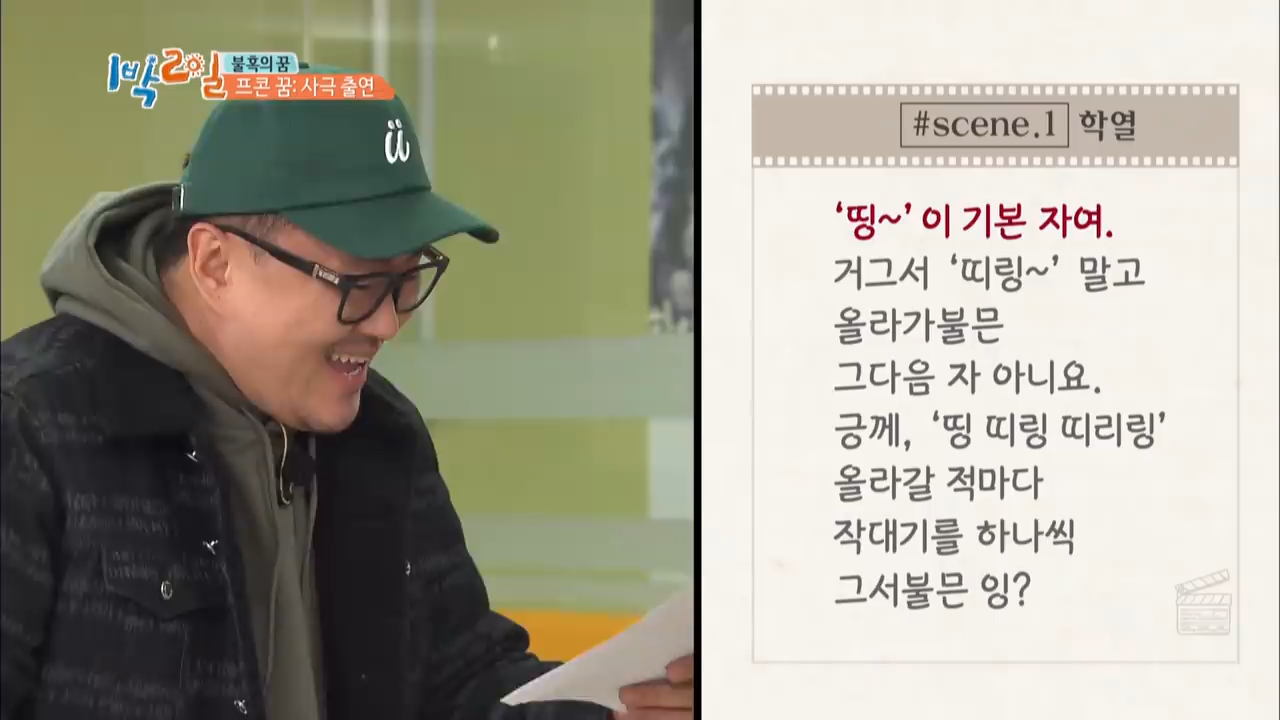 1박2일
불혹의 꿈
프콘 꿈: 사극 출연
ü
#scene.1 학열
‘띵~’ 이 기본 자여.
거그서 ‘띠링~’ 말고
올라가불믄
그다음 자 아니요.
긍께, ‘띵 띠링 띠리링’
올라갈 적마다
작대기를 하나씩
그서불믄 잉?